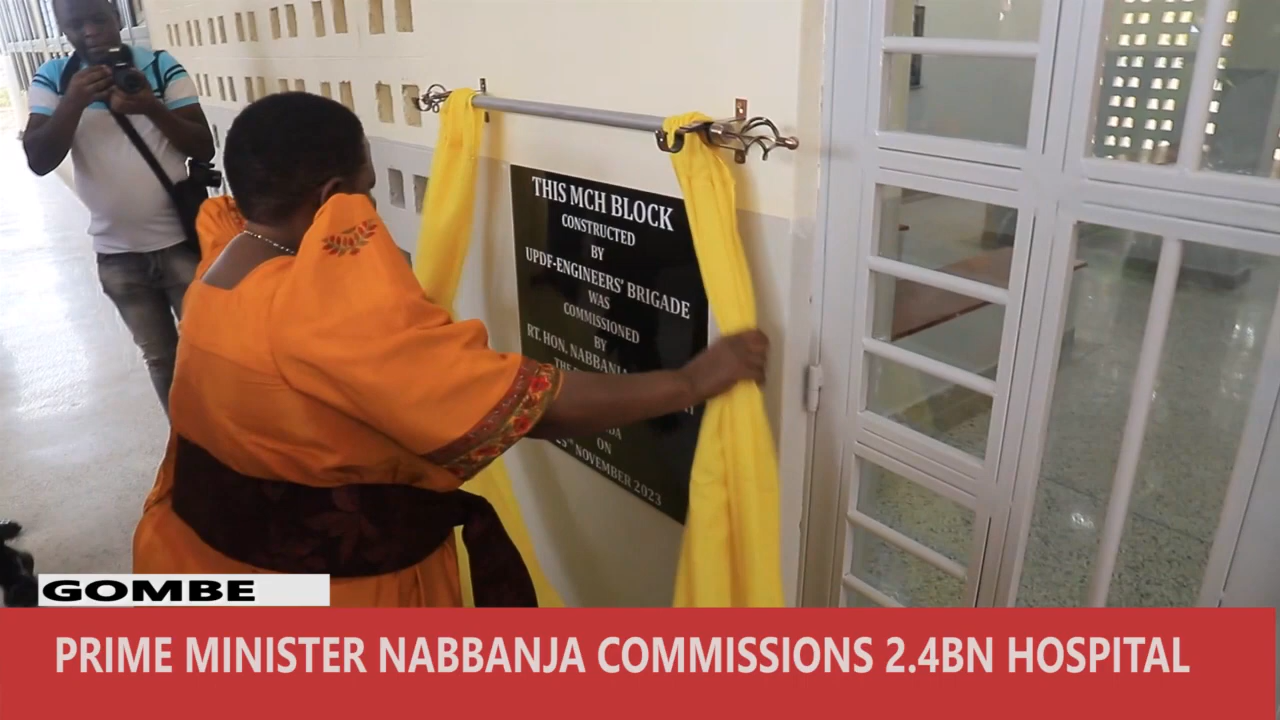 THIS MCH BLOCK
CONSTRUCTED
BY
UPDF-ENGINEERS' BRIGADE
WAS
COMMISSIONED
BY
RT. HON. NABBANJA
ON
NOVEMBER 2023
GOMBE
PRIME MINISTER NABBANJA COMMISSIONS 2.4BN HOSPITAL